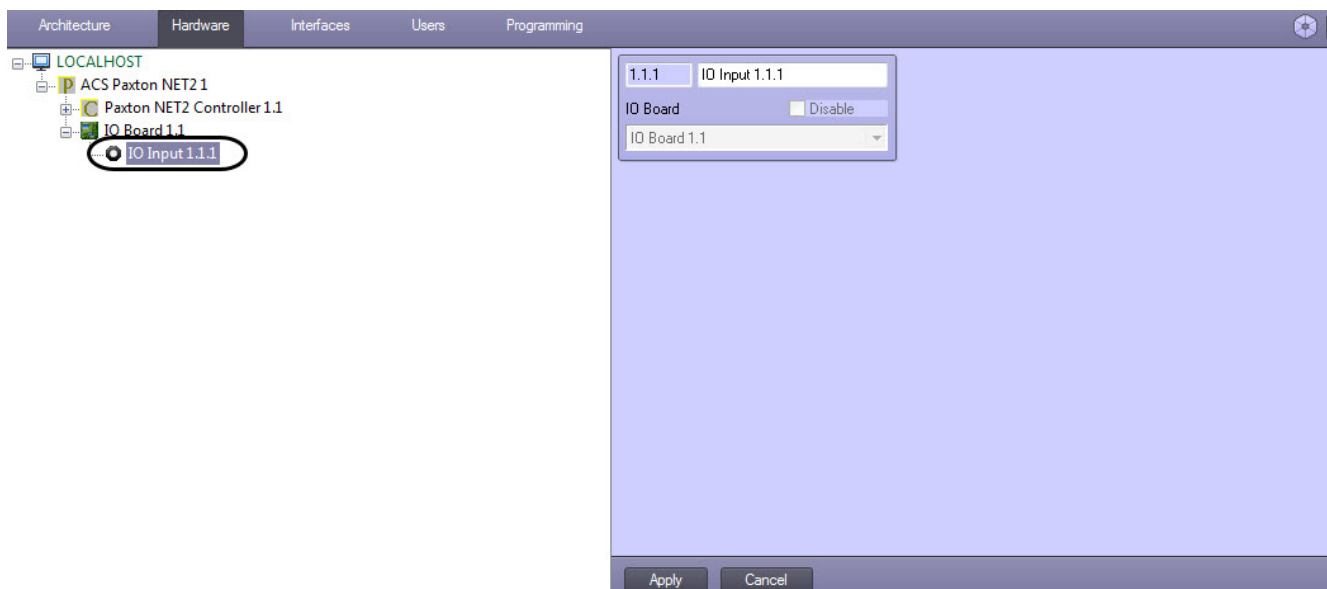 Architecture Hardware Interfaces Users Programming
LOCALHOST
P ACS Paxton NET2 1
C Paxton NET2 Controller 1.1
IO Board 1.1
IO Input 1.1.1
1.1.1 IO Input 1.1.1
IO Board Disable
IO Board 1.1
Apply Cancel